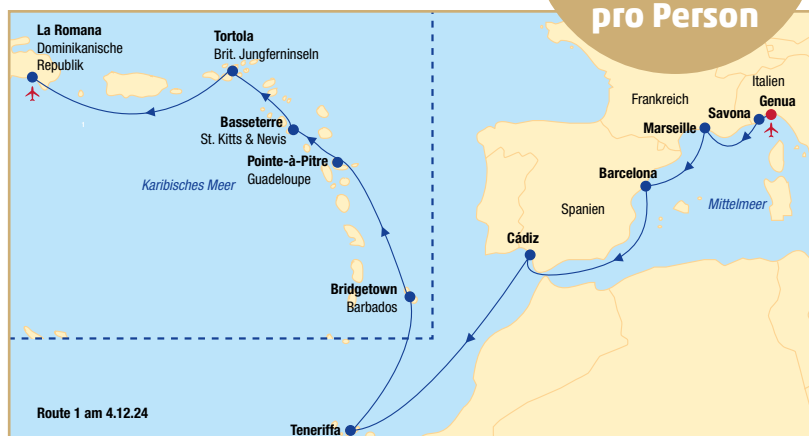 pro Person
La Romana
Dominikanische
Republik
Tortola
Brit. Jungferninseln
Basseterre
St. Kitts & Nevis
Pointe-à-Pitre
Guadeloupe
Karibisches Meer
Bridgetown
Barbados
Route 1 am 4.12.24
Teneriffa
Italien
Frankreich
Genua
Savona
Marseille
Barcelona
Spanien
Mittelmeer
Cádiz